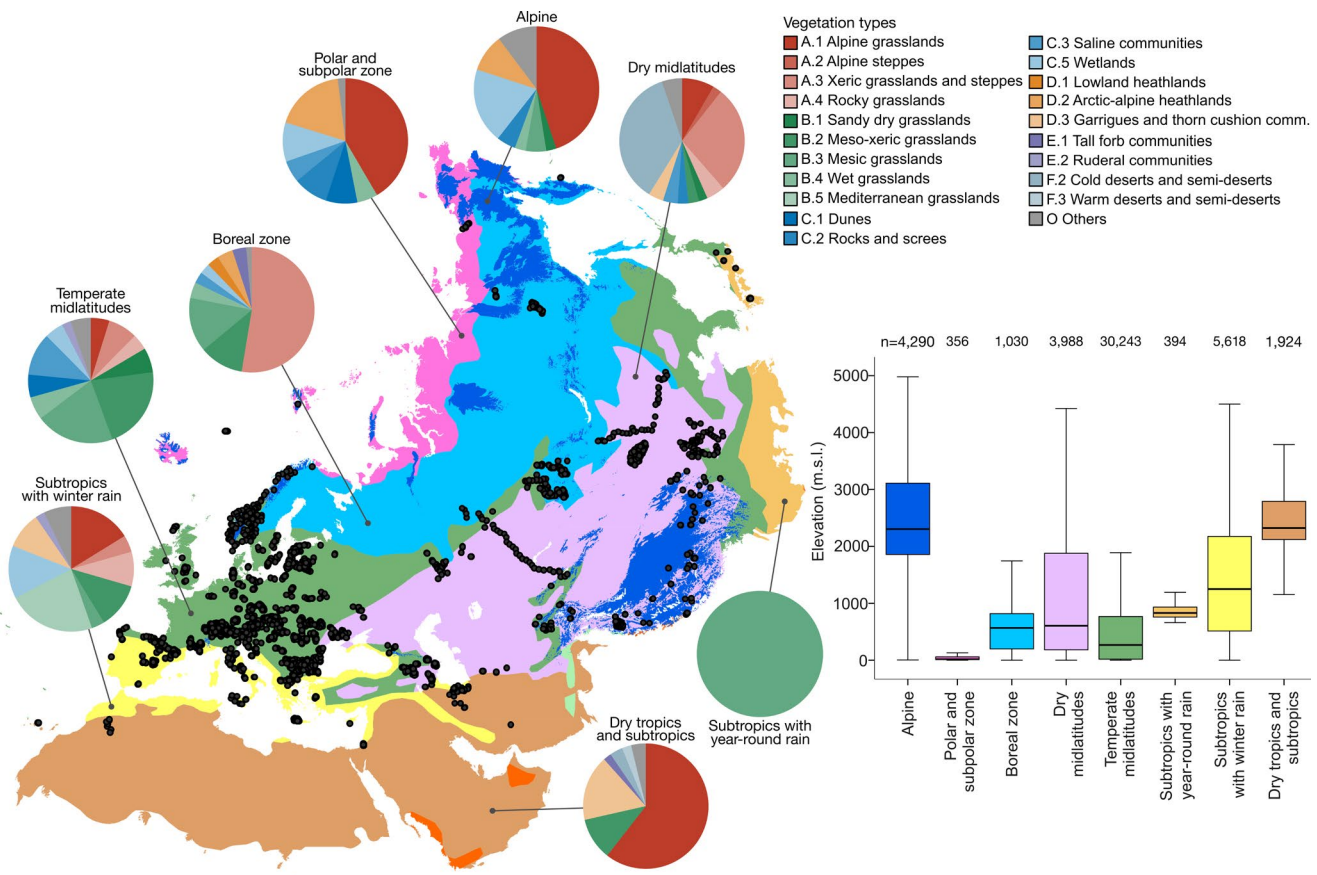 Alpine
Polar and
subpolar zone
Dry midlatitudes
Boreal zone
Temperate
midlatitudes
Subtropics
with winter rain
Subtropics with
year-round rain
Dry tropics
and subtropics
Vegetation types
A.1 Alpine grasslands
A.2 Alpine steppes
A.3 Xeric grasslands and steppes
A.4 Rocky grasslands
B.1 Sandy dry grasslands
B.2 Meso-xeric grasslands
B.3 Mesic grasslands
B.4 Wet grasslands
B.5 Mediterranean grasslands
C.1 Dunes
C.2 Rocks and screes
C.3 Saline communities
C.5 Wetlands
D.1 Lowland heathlands
D.2 Arctic-alpine heathlands
D.3 Garrigues and thorn cushion comm.
E.1 Tall forb communities
E.2 Ruderal communities
F.2 Cold deserts and semi-deserts
F.3 Warm deserts and semi-deserts
O Others
n=4,290 356 1,030 3,988 30,243 394 5,618 1,924
Elevation (m.s.l.)
5000
4000
3000
2000
1000
0
Alpine
Polar and
subpolar zone
Boreal zone
Dry
midlatitudes
Temperate
midlatitudes
Subtropics with
year-round rain
Subtropics
with winter rain
Dry tropics and
subtropics